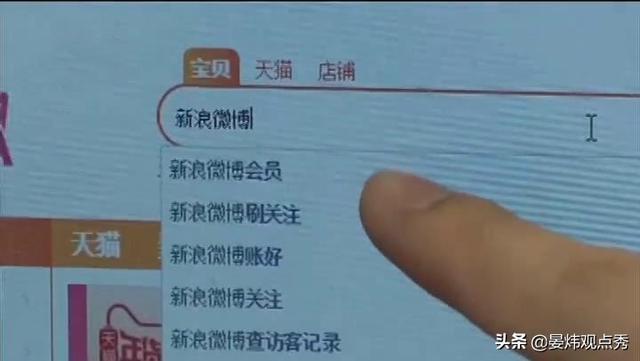 宝贝 天猫 店铺
新浪微博
新浪微博会员
新浪微博刷关注
新浪微博账好
新浪微博关注
新浪微博查访客记录
天猫
天猫
头条 @晏炜观点秀